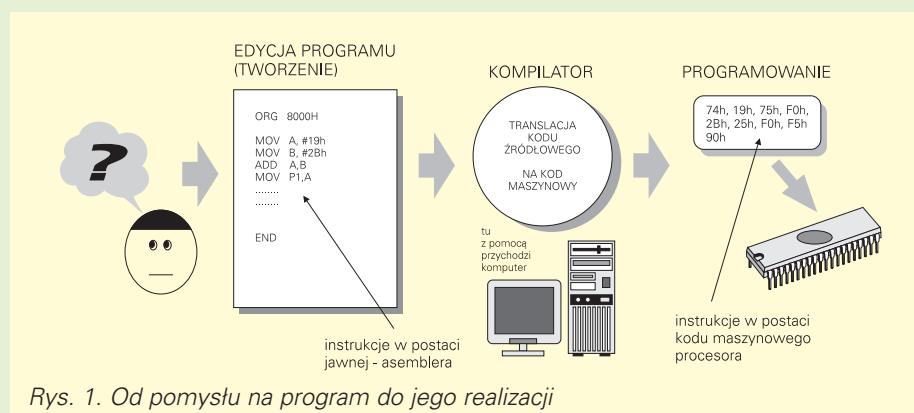 EDYCJA PROGRAMU
(TWORZENIE)
ORG 8000H
MOV A, #19h
MOV B, #2Bh
ADD A,B
MOV P1,A
........
........
END
instrukcje w postaci
jawnej - asemblera
KOMPILATOR
TRANSLACJA
KODU
ŹRÓDŁOWEGO
NA KOD
MASZYNOWY
tu
z pomocą
przychodzi
komputer
PROGRAMOWANIE
74h, 19h, 75h, F0h,
2Bh, 25h, F0h, F5h
90h
instrukcje w postaci
kodu maszynowego
procesora
?
Rys. 1. Od pomysłu na program do jego realizacji